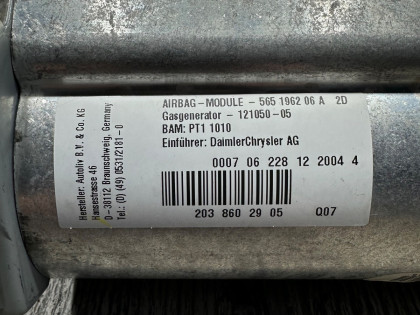 Hersteller: Autoliv B.V. & Co. KG
Hansestrasse 46
D-38112 Braunschweig, Germany
Tel.: (0) (49) 0531/2181-0
AIRBAG-MODULE - 565 1962 06 A 2D
Gasgenerator - 121050-05
BAM: PT1 1010
Einführer: DaimlerChrysler AG
0007 06 228 12 2004 4
203 860 29 05 Q07